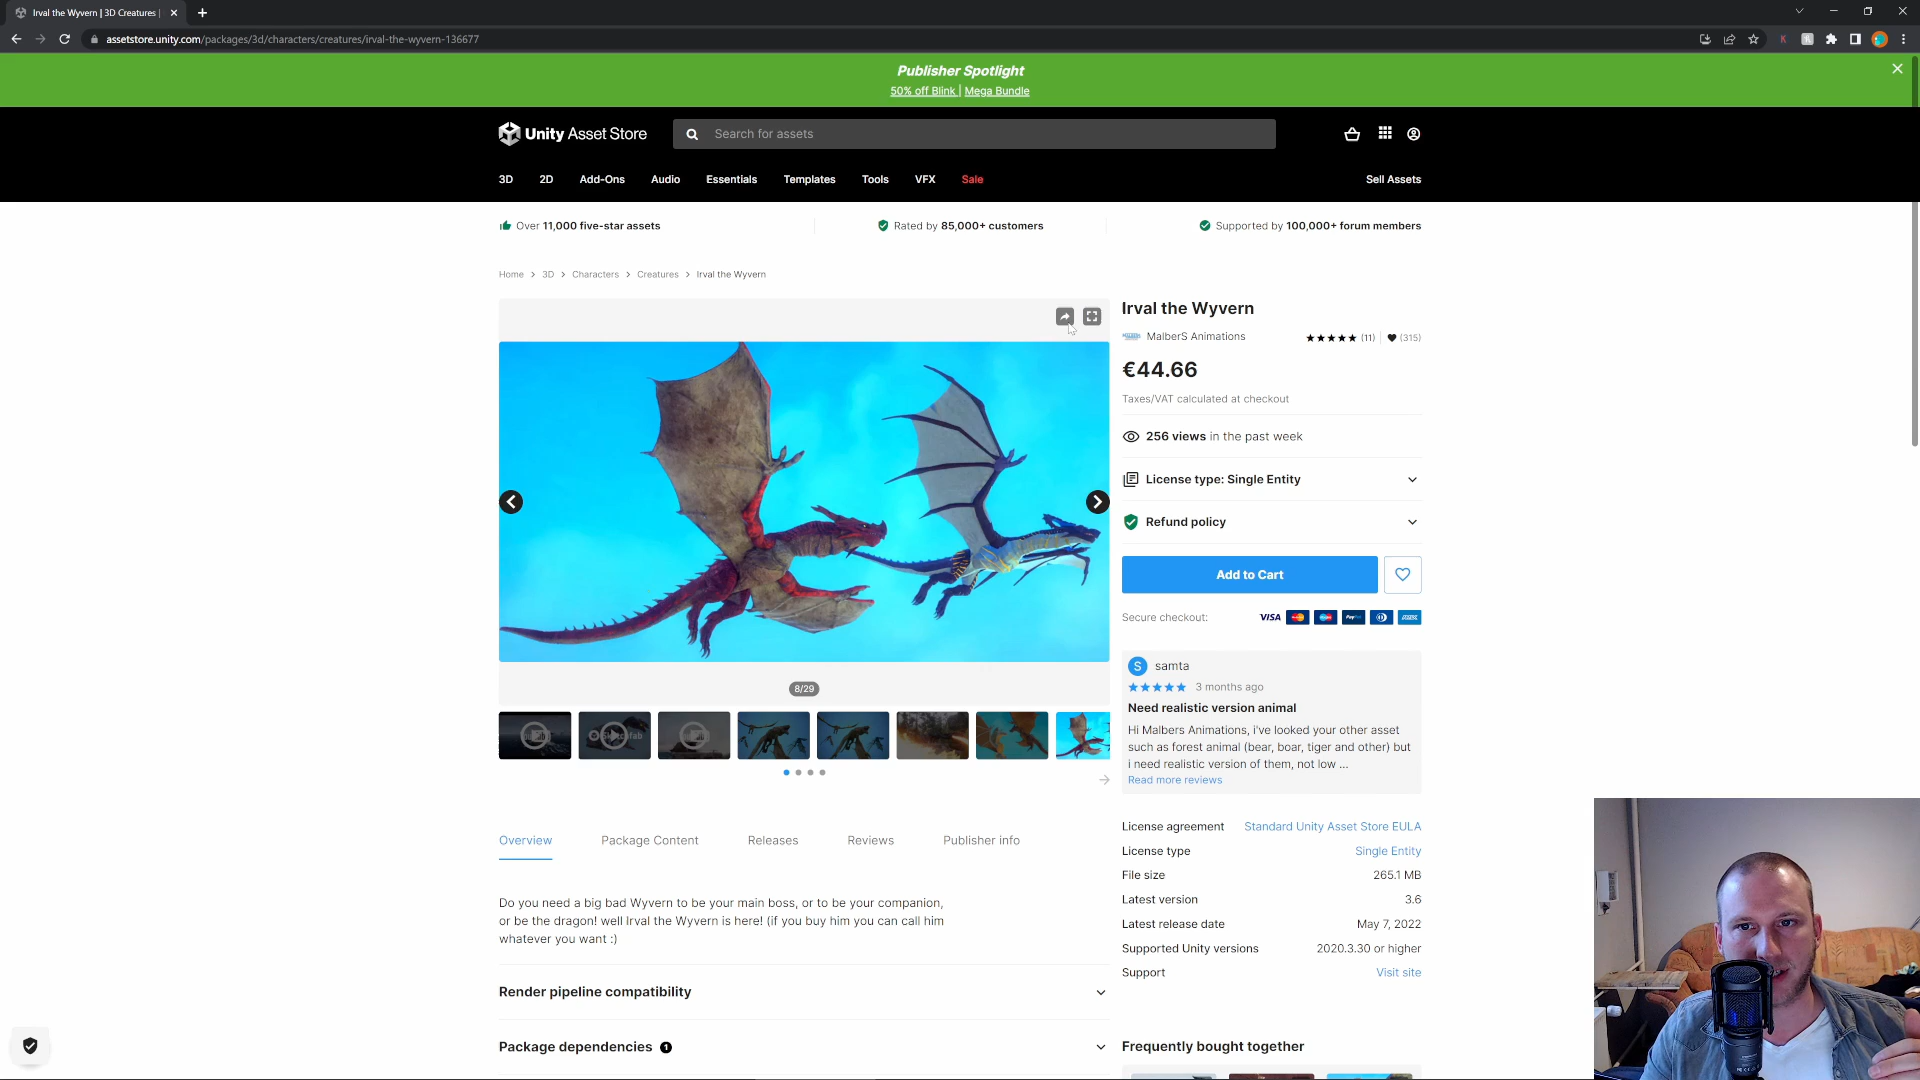 Irval the Wyvern | 3D Creatures |
assetstore.unity.com/packages/3d/characters/creatures/irval-the-wyvern-136677
Publisher Spotlight
50% off Blink | Mega Bundle
Unity Asset Store
Search for assets
3D 2D Add-Ons Audio Essentials Templates Tools VFX Sale Sell Assets
Over 11,000 five-star assets
Rated by 85,000+ customers
Supported by 100,000+ forum members
Home > 3D > Characters > Creatures > Irval the Wyvern
8/29
Irval the Wyvern
MalberS Animations
(11) | (315)
€44.66
Taxes/VAT calculated at checkout
256 views in the past week
License type: Single Entity
Refund policy
Add to Cart
Secure checkout: VISA
S samta
3 months ago
Need realistic version animal
Hi Malbers Animations, i've looked your other asset
such as forest animal (bear, boar, tiger and other) but
i need realistic version of them, not low ...
Read more reviews
Overview Package Content Releases Reviews Publisher info
Do you need a big bad Wyvern to be your main boss, or to be your companion,
or be the dragon! well Irval the Wyvern is here! (if you buy him you can call him
whatever you want :)
Render pipeline compatibility
Package dependencies 1
License agreement Standard Unity Asset Store EULA
License type Single Entity
File size 265.1 MB
Latest version 3.6
Latest release date May 7, 2022
Supported Unity versions 2020.3.30 or higher
Support Visit site
Frequently bought together